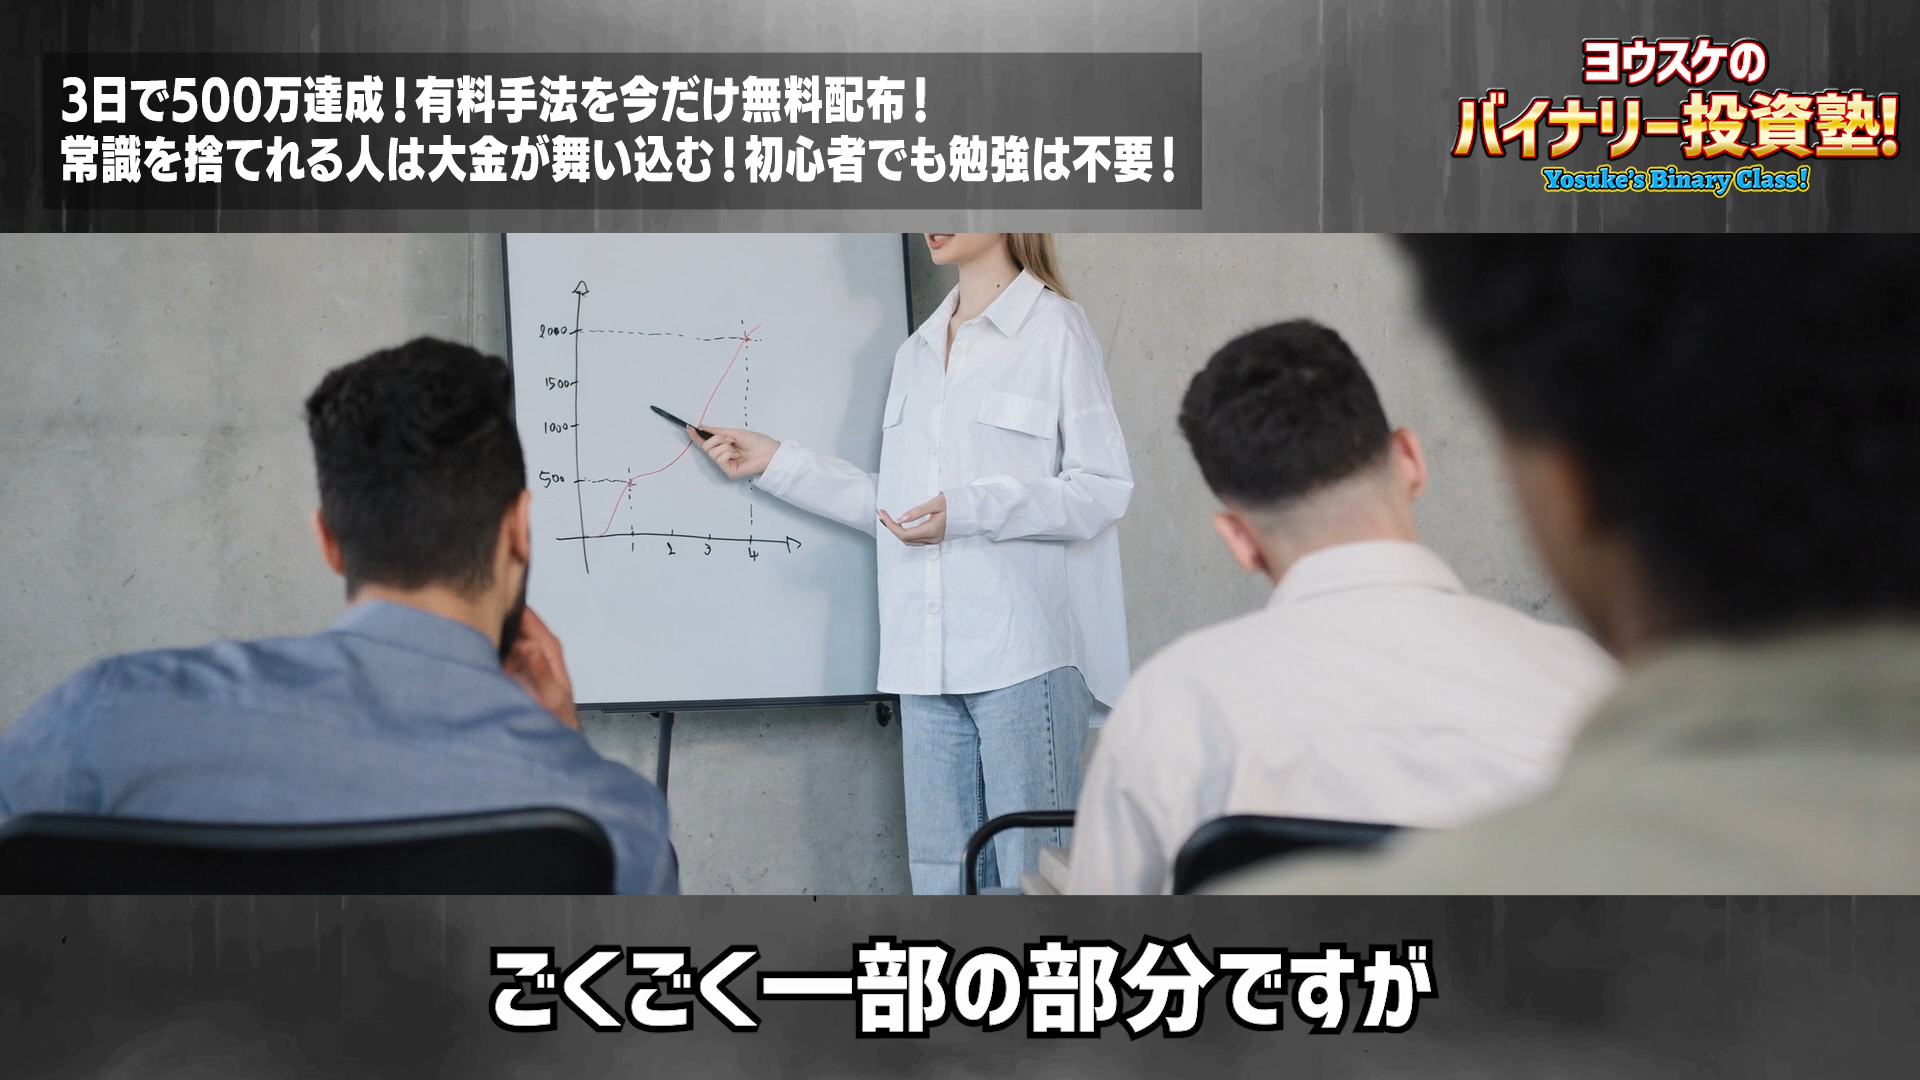 3日で500万達成!有料手法を今だけ無料配布!
常識を捨てれる人は大金が舞い込む!初心者でも勉強は不要!
ヨウスケの
バイナリー投資塾!
Yosuke's Binary Class!
2000
1500
1000
500
1 2 3 4
ごくごく一部の部分ですが